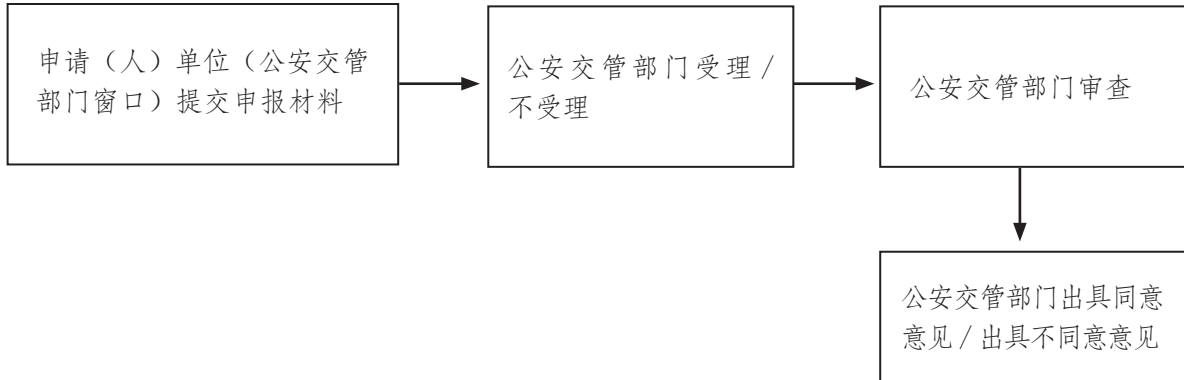 申请（人）单位（公安交管
部门窗口）提交申报材料
公安交管部门受理/
不受理
公安交管部门审查
公安交管部门出具同意
意见/出具不同意意见